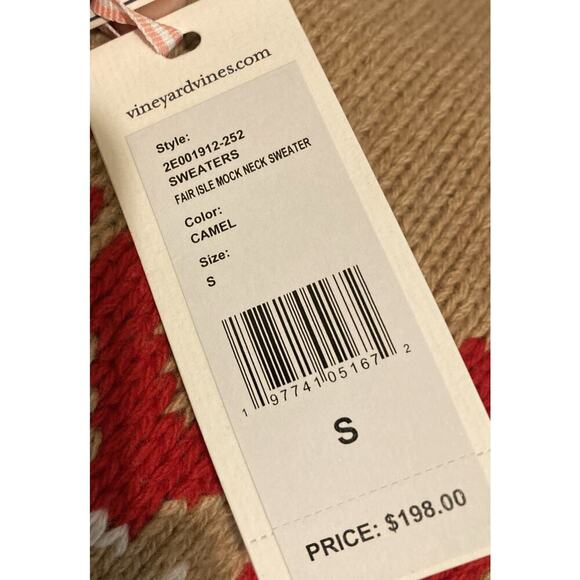 vineyardvines.com
Style:
2E001912-252
SWEATERS
FAIR ISLE MOCK NECK SWEATER
Color:
CAMEL
Size:
S
1 97741 05167 2
S
PRICE: $198.00